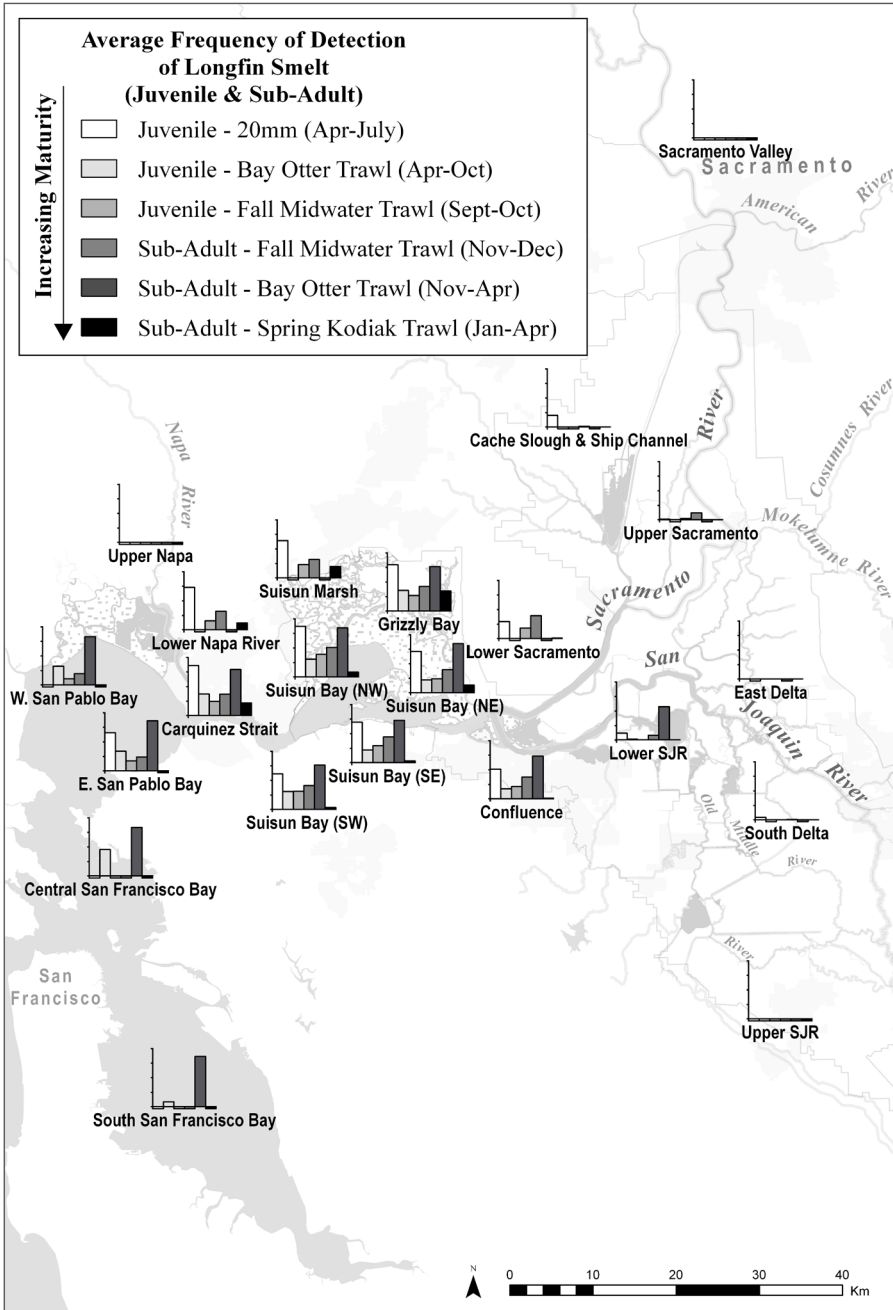 Average Frequency of Detection
of Longfin Smelt
(Juvenile & Sub-Adult)
Increasing Maturity
Juvenile - 20mm (Apr-July)
Juvenile - Bay Otter Trawl (Apr-Oct)
Juvenile - Fall Midwater Trawl (Sept-Oct)
Sub-Adult - Fall Midwater Trawl (Nov-Dec)
Sub-Adult - Bay Otter Trawl (Nov-Apr)
Sub-Adult - Spring Kodiak Trawl (Jan-Apr)
Sacramento Valley
Sacramento
American
River
River
Cosumnes River
Cache Slough & Ship Channel
Napa
River
Upper Napa
Upper Sacramento
Mokelumne River
Suisun Marsh
Grizzly Bay
Sacramento
Lower Napa River
Lower Sacramento
San
Joaquin
River
W. San Pablo Bay
Carquinez Strait
Suisun Bay (NW)
Suisun Bay (NE)
East Delta
Lower SJR
E. San Pablo Bay
Suisun Bay (SE)
Suisun Bay (SW)
Confluence
Old
Middle
River
South Delta
Central San Francisco Bay
River
San
Francisco
Upper SJR
South San Francisco Bay
N
0 10 20 30 40
Km